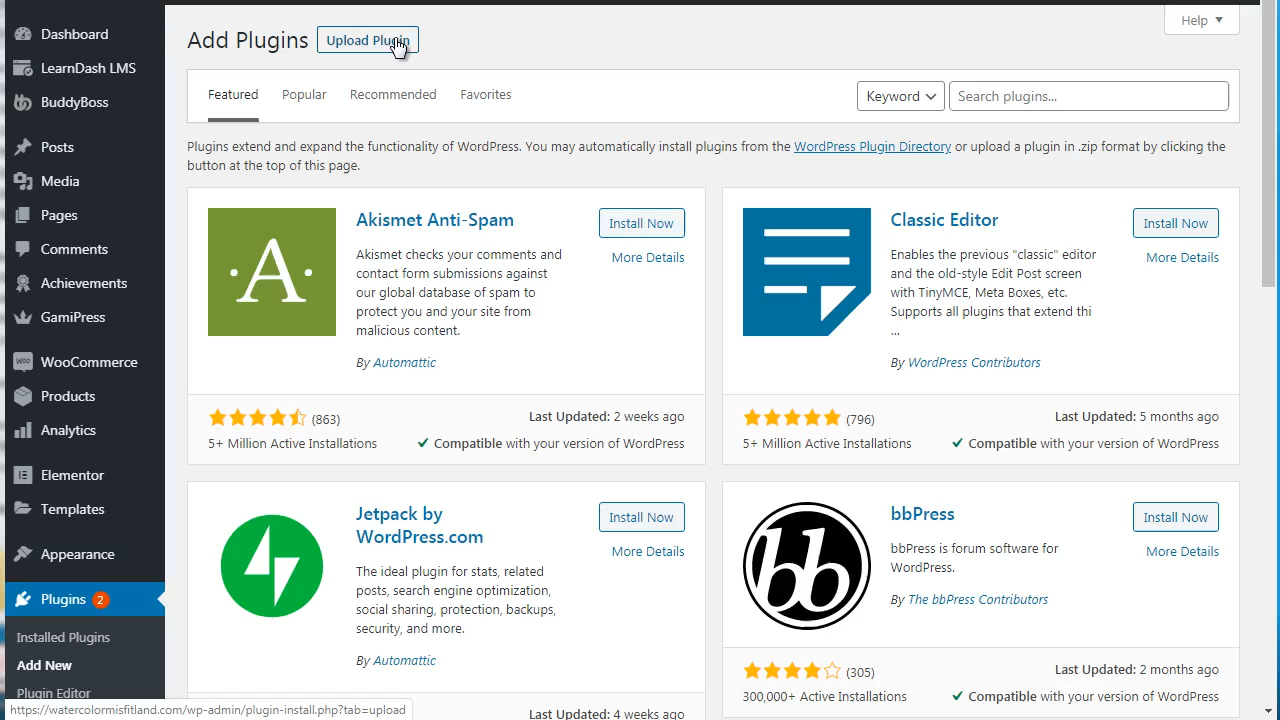 Dashboard
LearnDash LMS
BuddyBoss
Posts
Media
Pages
Comments
Achievements
GamiPress
WooCommerce
Products
Analytics
Elementor
Templates
Appearance
Plugins 2
Installed Plugins
Add New
Plugin Editor
Help
Add Plugins Upload Plugin
Featured Popular Recommended Favorites Keyword Search plugins...
Plugins extend and expand the functionality of WordPress. You may automatically install plugins from the WordPress Plugin Directory or upload a plugin in .zip format by clicking the
button at the top of this page.
A
Akismet Anti-Spam
Install Now
More Details
Akismet checks your comments and
contact form submissions against
our global database of spam to
protect you and your site from
malicious content.
By Automattic
(863)
Last Updated: 2 weeks ago
5+ Million Active Installations
Compatible with your version of WordPress
Classic Editor
Install Now
More Details
Enables the previous "classic" editor
and the old-style Edit Post screen
with TinyMCE, Meta Boxes, etc.
Supports all plugins that extend thi
...
By WordPress Contributors
(796)
Last Updated: 5 months ago
5+ Million Active Installations
Compatible with your version of WordPress
Jetpack by
WordPress.com
Install Now
More Details
The ideal plugin for stats, related
posts, search engine optimization,
social sharing, protection, backups,
security, and more.
By Automattic
Last Updated: 4 weeks ago
bb
bbPress
Install Now
More Details
bbPress is forum software for
WordPress.
By The bbPress Contributors
(305)
Last Updated: 2 months ago
300,000+ Active Installations
Compatible with your version of WordPress
https://watercolormisfitland.com/wp-admin/plugin-install.php?tab=upload